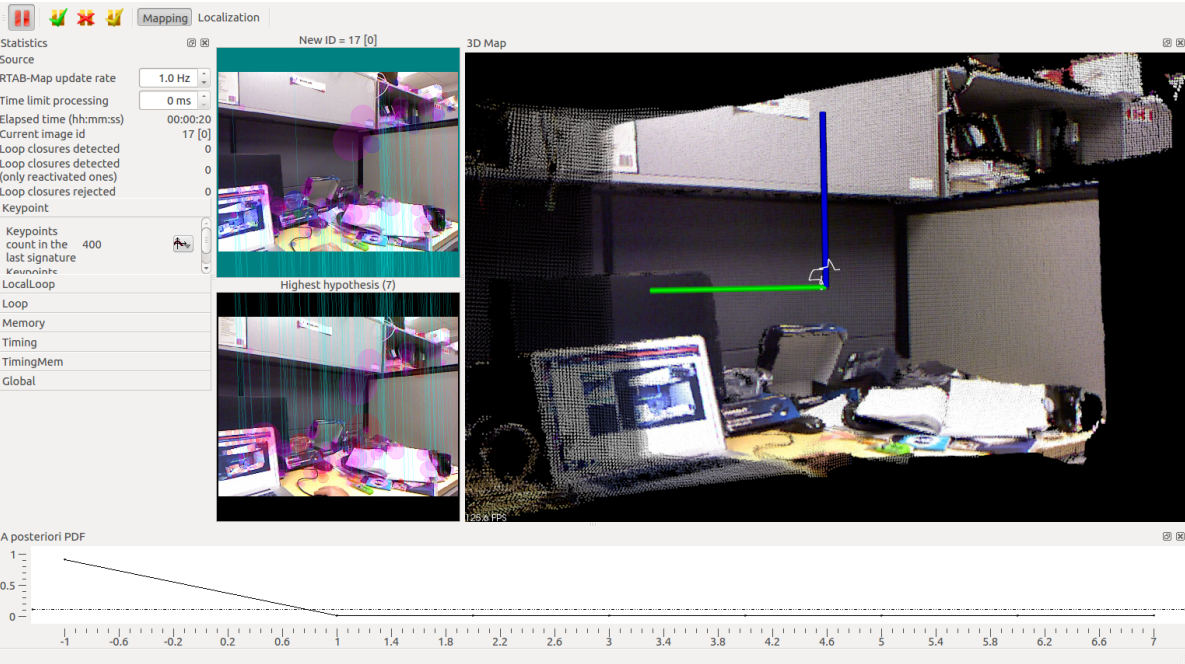 Mapping Localization
Statistics
Source
RTAB-Map update rate 1.0 Hz
Time limit processing 0 ms
Elapsed time (hh:mm:ss) 00:00:20
Current image id 17 [0]
Loop closures detected 0
Loop closures detected
(only reactivated ones) 0
Loop closures rejected 0
Keypoint
Keypoints
count in the 400
last signature
Keypoints
LocalLoop
Loop
Memory
Timing
TimingMem
Global
New ID = 17 [0]
Highest hypothesis (7)
3D Map
125.6 FPS
A posteriori PDF
1
0.5
0
-1 -0.6 -0.2 0.2 0.6 1 1.4 1.8 2.2 2.6 3 3.4 3.8 4.2 4.6 5 5.4 5.8 6.2 6.6 7